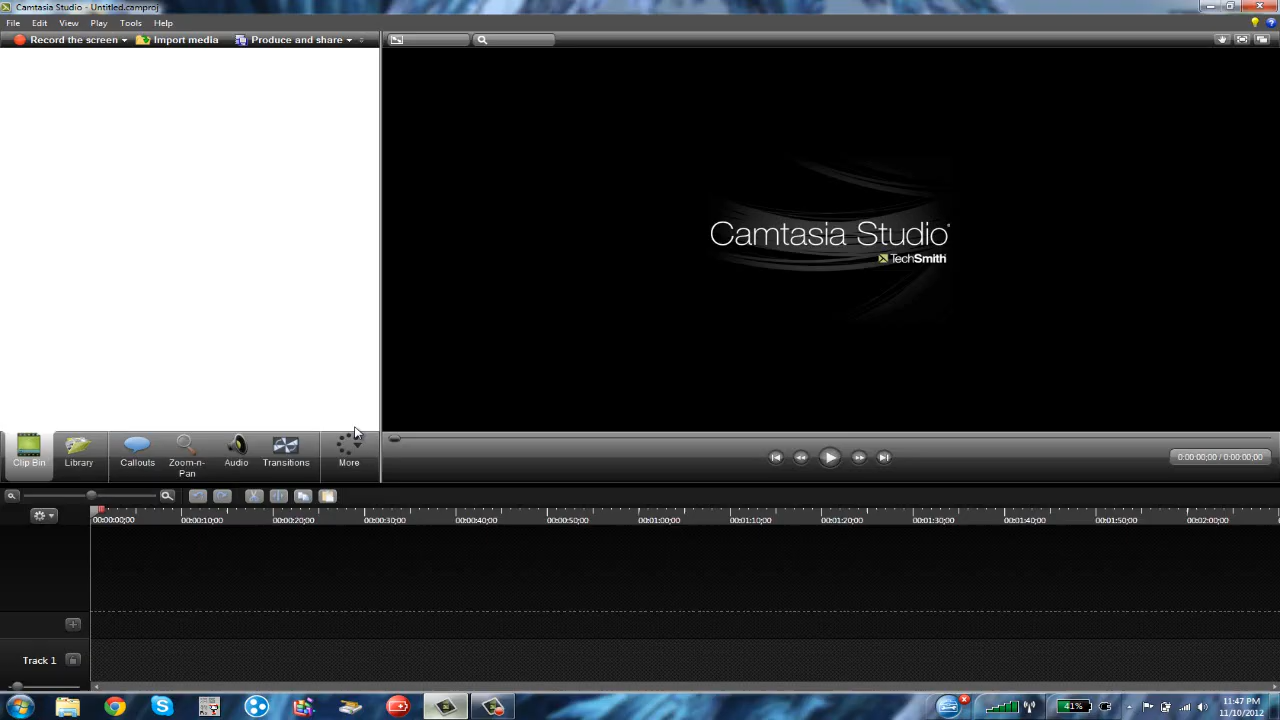 Camtasia Studio - Untitled.camproj
File Edit View Play Tools Help
Record the screen Import media Produce and share
Camtasia Studio
TechSmith
Clip Bin Library Callouts Zoom-n-Pan Audio Transitions More
0:00:00;00 / 0:00:00;00
00:00:00;00 00:00:10;00 00:00:20;00 00:00:30;00 00:00:40;00 00:00:50;00 00:01:00;00 00:01:10;00 00:01:20;00 00:01:30;00 00:01:40;00 00:01:50;00 00:02:00;00
Track 1
41%
11:47 PM
11/10/2012